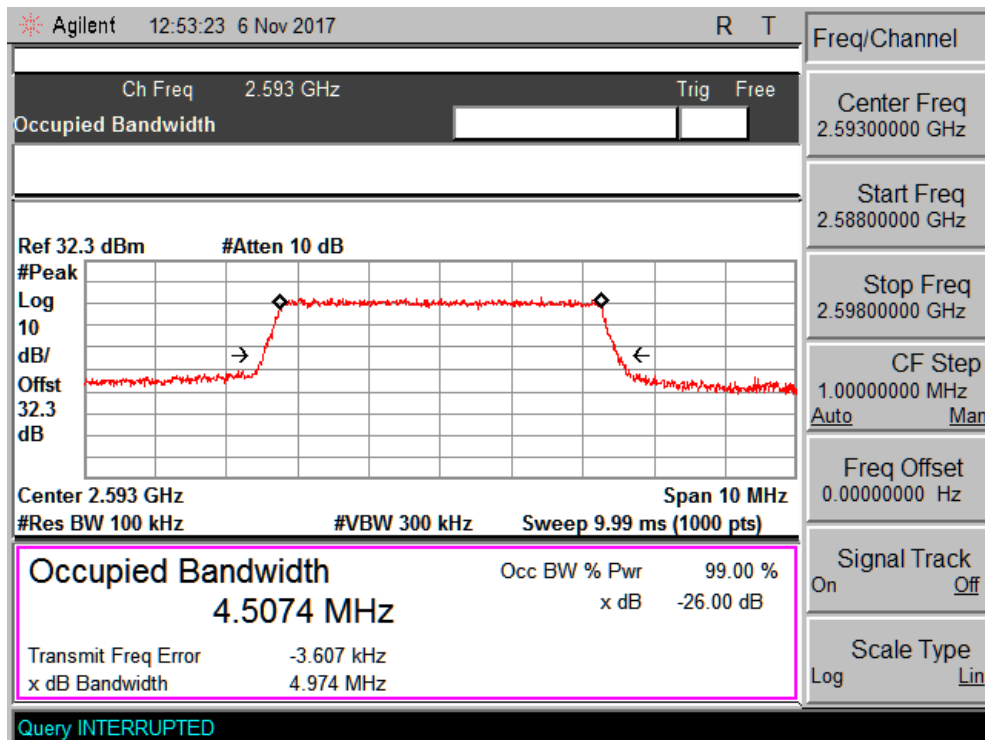 Agilent 12:53:23 6 Nov 2017 R T
Ch Freq 2.593 GHz Trig Free
Occupied Bandwidth
Ref 32.3 dBm #Atten 10 dB
#Peak
Log
10
dB/
Offst
32.3
dB
Center 2.593 GHz Span 10 MHz
#Res BW 100 kHz #VBW 300 kHz Sweep 9.99 ms (1000 pts)
Occupied Bandwidth Occ BW % Pwr 99.00 %
4.5074 MHz x dB -26.00 dB
Transmit Freq Error -3.607 kHz
x dB Bandwidth 4.974 MHz
Query INTERRUPTED
Freq/Channel
Center Freq
2.59300000 GHz
Start Freq
2.58800000 GHz
Stop Freq
2.59800000 GHz
CF Step
1.00000000 MHz
Auto Man
Freq Offset
0.00000000 Hz
Signal Track
On Off
Scale Type
Log Lin